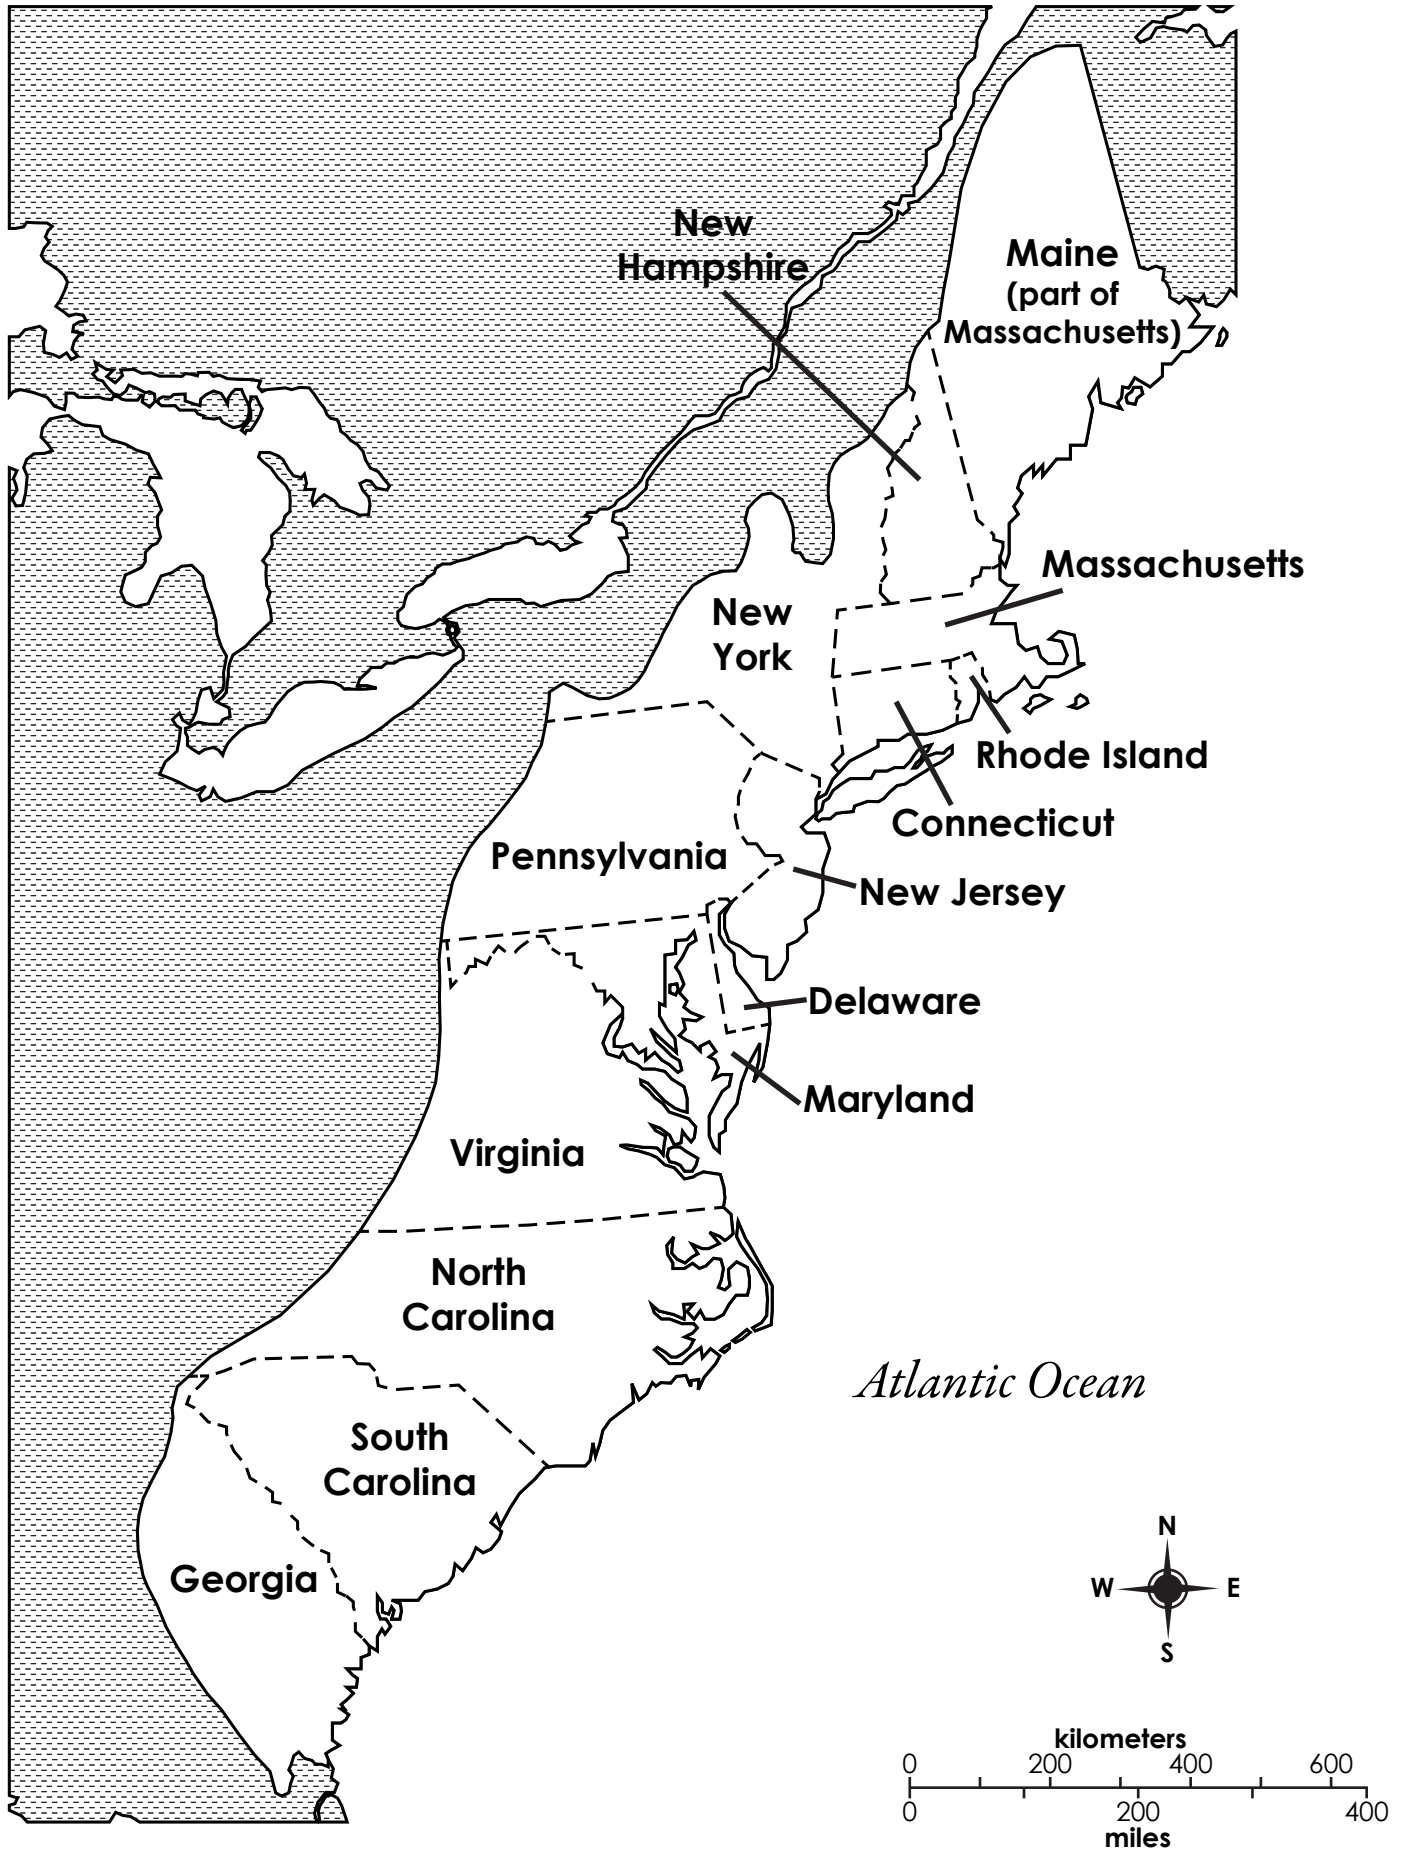 New
Hampshire
Maine
(part of
Massachusetts)
Massachusetts
New
York
Rhode Island
Connecticut
Pennsylvania
New Jersey
Delaware
Maryland
Virginia
North
Carolina
Atlantic Ocean
South
Carolina
Georgia
N
W E
S
kilometers
0 200 400 600
0 200 400
miles